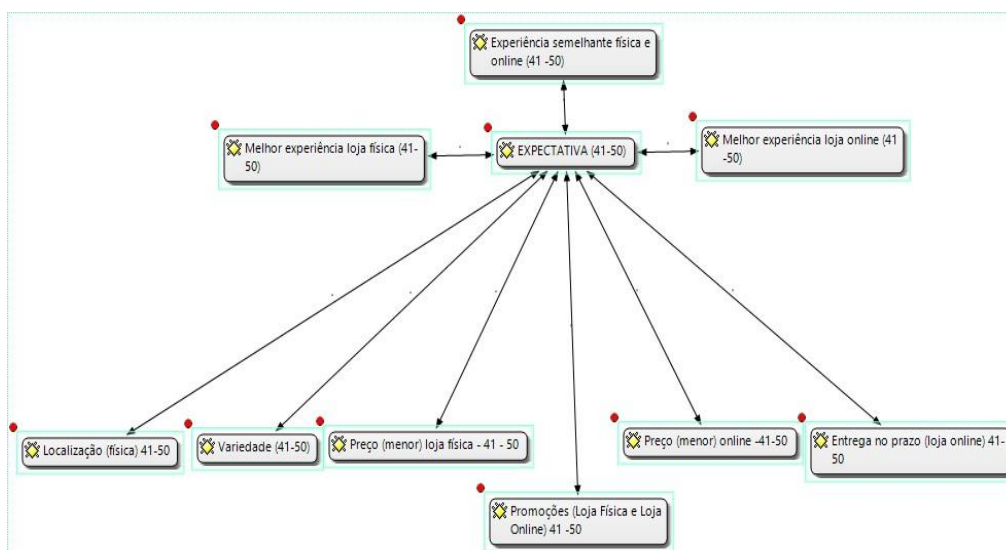 Experiência semelhante física e
online (41 -50)
Melhor experiência loja física (41-
50)
EXPECTATIVA (41-50)
Melhor experiência loja online (41
-50)
Localização (física) 41-50
Variedade (41-50)
Preço (menor) loja física - 41 - 50
Preço (menor) online -41-50
Entrega no prazo (loja online) 41-
50
Promoções (Loja Física e Loja
Online) 41 -50